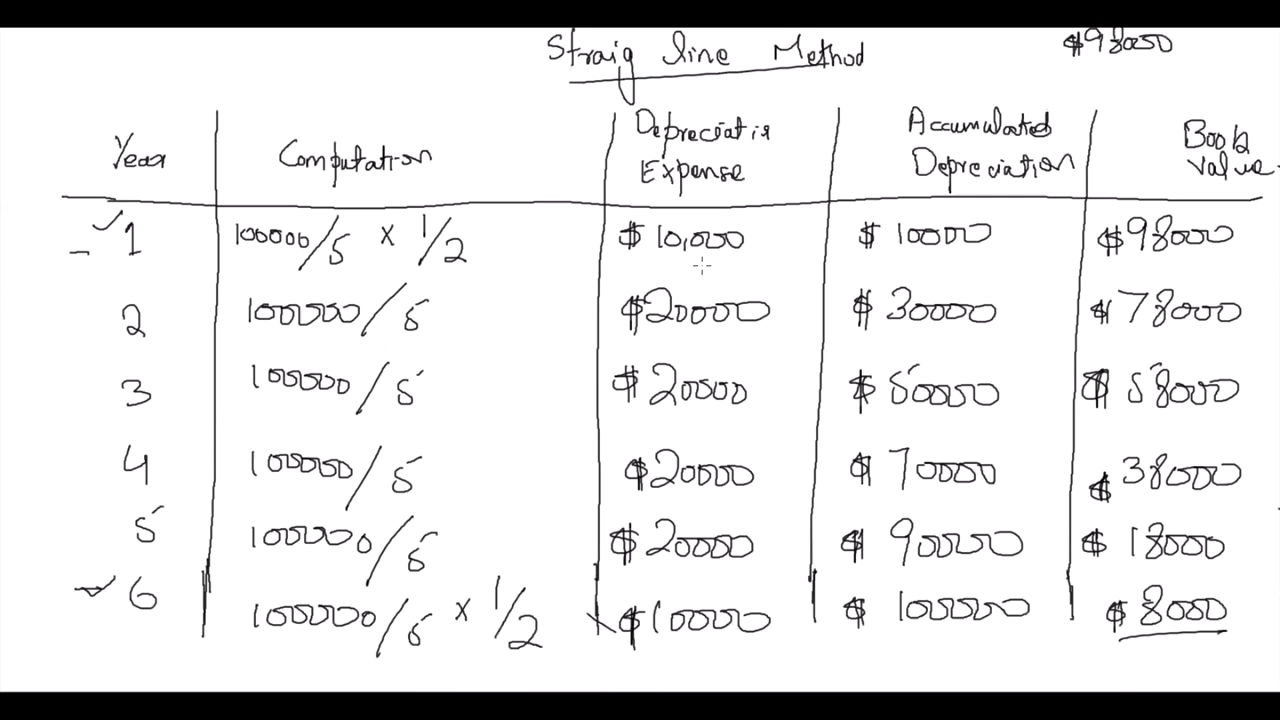 Straig line Method
$98000
Year Computation Depreciatin Expense Accumulated Depreciation Book Value
1 100000/5 x 1/2 $ 10,000 $ 10000 $98000
2 100000/5 $20000 $ 30000 $ 78000
3 100000/5 $ 20000 $ 50000 $ 58000
4 100000/5 $20000 $ 70000 $ 38000
5 100000/5 $ 20000 $ 90000 $ 18000
6 100000/5 x 1/2 $10000 $ 100000 $ 8000